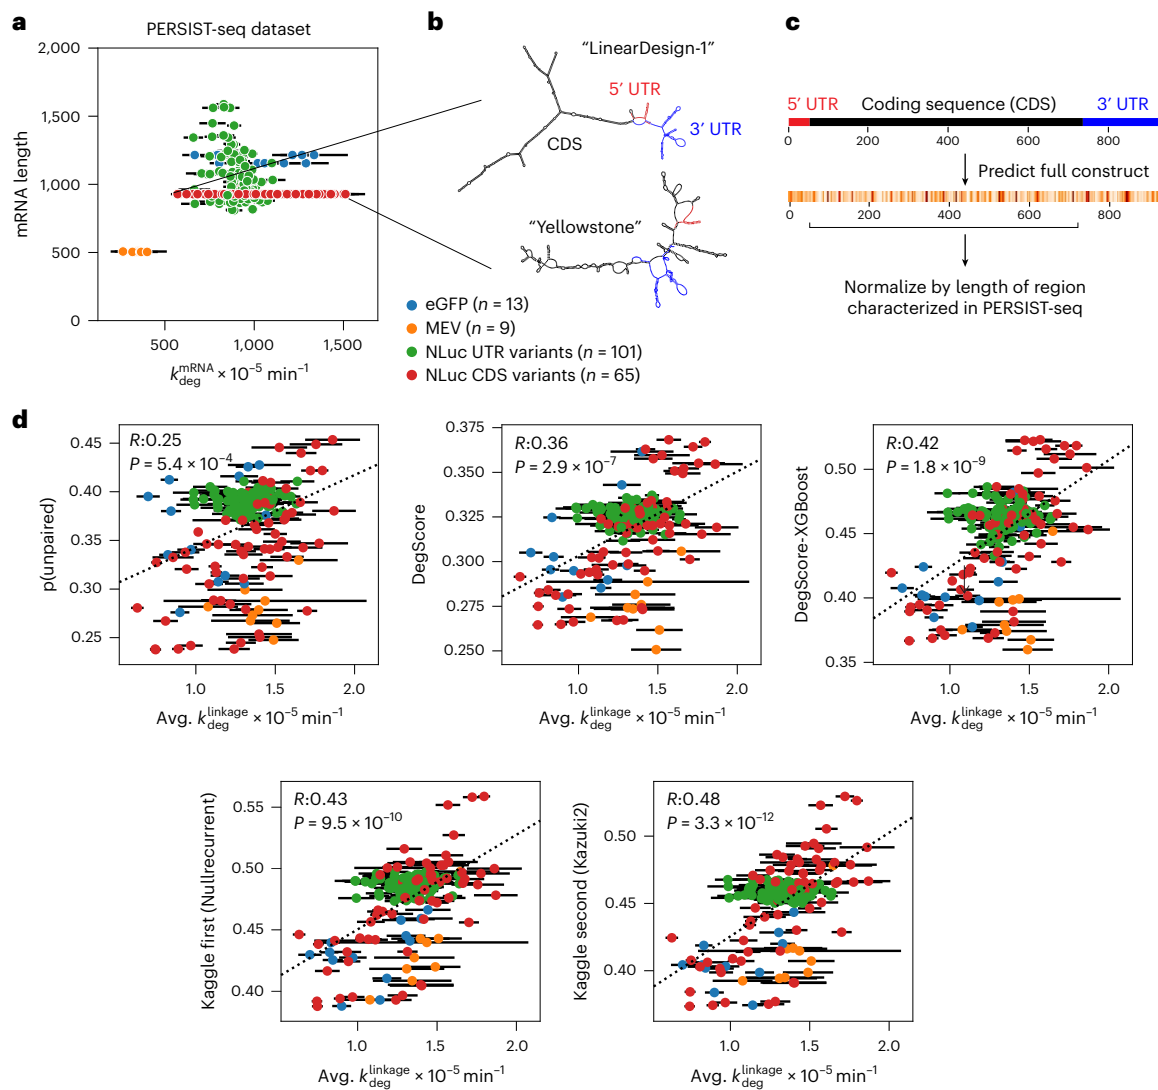 a
PERSIST-seq dataset
2,000
1,500
1,000
500
0
mRNA length
500
1,000
1,500
k_deg^mRNA × 10⁻⁵ min⁻¹
b
“LinearDesign-1”
5′ UTR
3′ UTR
CDS
“Yellowstone”
eGFP (n = 13)
MEV (n = 9)
NLuc UTR variants (n = 101)
NLuc CDS variants (n = 65)
c
5′ UTR Coding sequence (CDS) 3′ UTR
0 200 400 600 800
Predict full construct
0 200 400 600 800
Normalize by length of region
characterized in PERSIST-seq
d
R:0.25
P = 5.4 × 10⁻⁴
0.45
0.40
0.35
0.30
0.25
p(unpaired)
1.0 1.5 2.0
Avg. k_deg^linkage × 10⁻⁵ min⁻¹
R:0.36
P = 2.9 × 10⁻⁷
0.375
0.350
0.325
0.300
0.275
0.250
DegScore
1.0 1.5 2.0
Avg. k_deg^linkage × 10⁻⁵ min⁻¹
R:0.42
P = 1.8 × 10⁻⁹
0.50
0.45
0.40
0.35
DegScore-XGBoost
1.0 1.5 2.0
Avg. k_deg^linkage × 10⁻⁵ min⁻¹
R:0.43
P = 9.5 × 10⁻¹⁰
0.55
0.50
0.45
0.40
Kaggle first (Nullrecurrent)
1.0 1.5 2.0
Avg. k_deg^linkage × 10⁻⁵ min⁻¹
R:0.48
P = 3.3 × 10⁻¹²
0.50
0.45
0.40
Kaggle second (Kazuki2)
1.0 1.5 2.0
Avg. k_deg^linkage × 10⁻⁵ min⁻¹